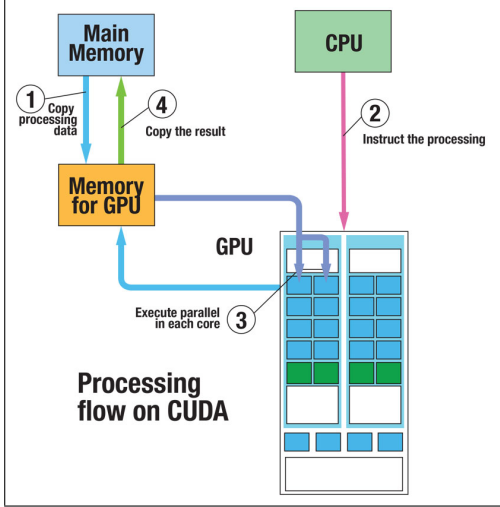 Main
Memory
CPU
1
Copy
processing
data
4
Copy the result
2
Instruct the processing
Memory
for GPU
GPU
Execute parallel
in each core
3
Processing
flow on CUDA